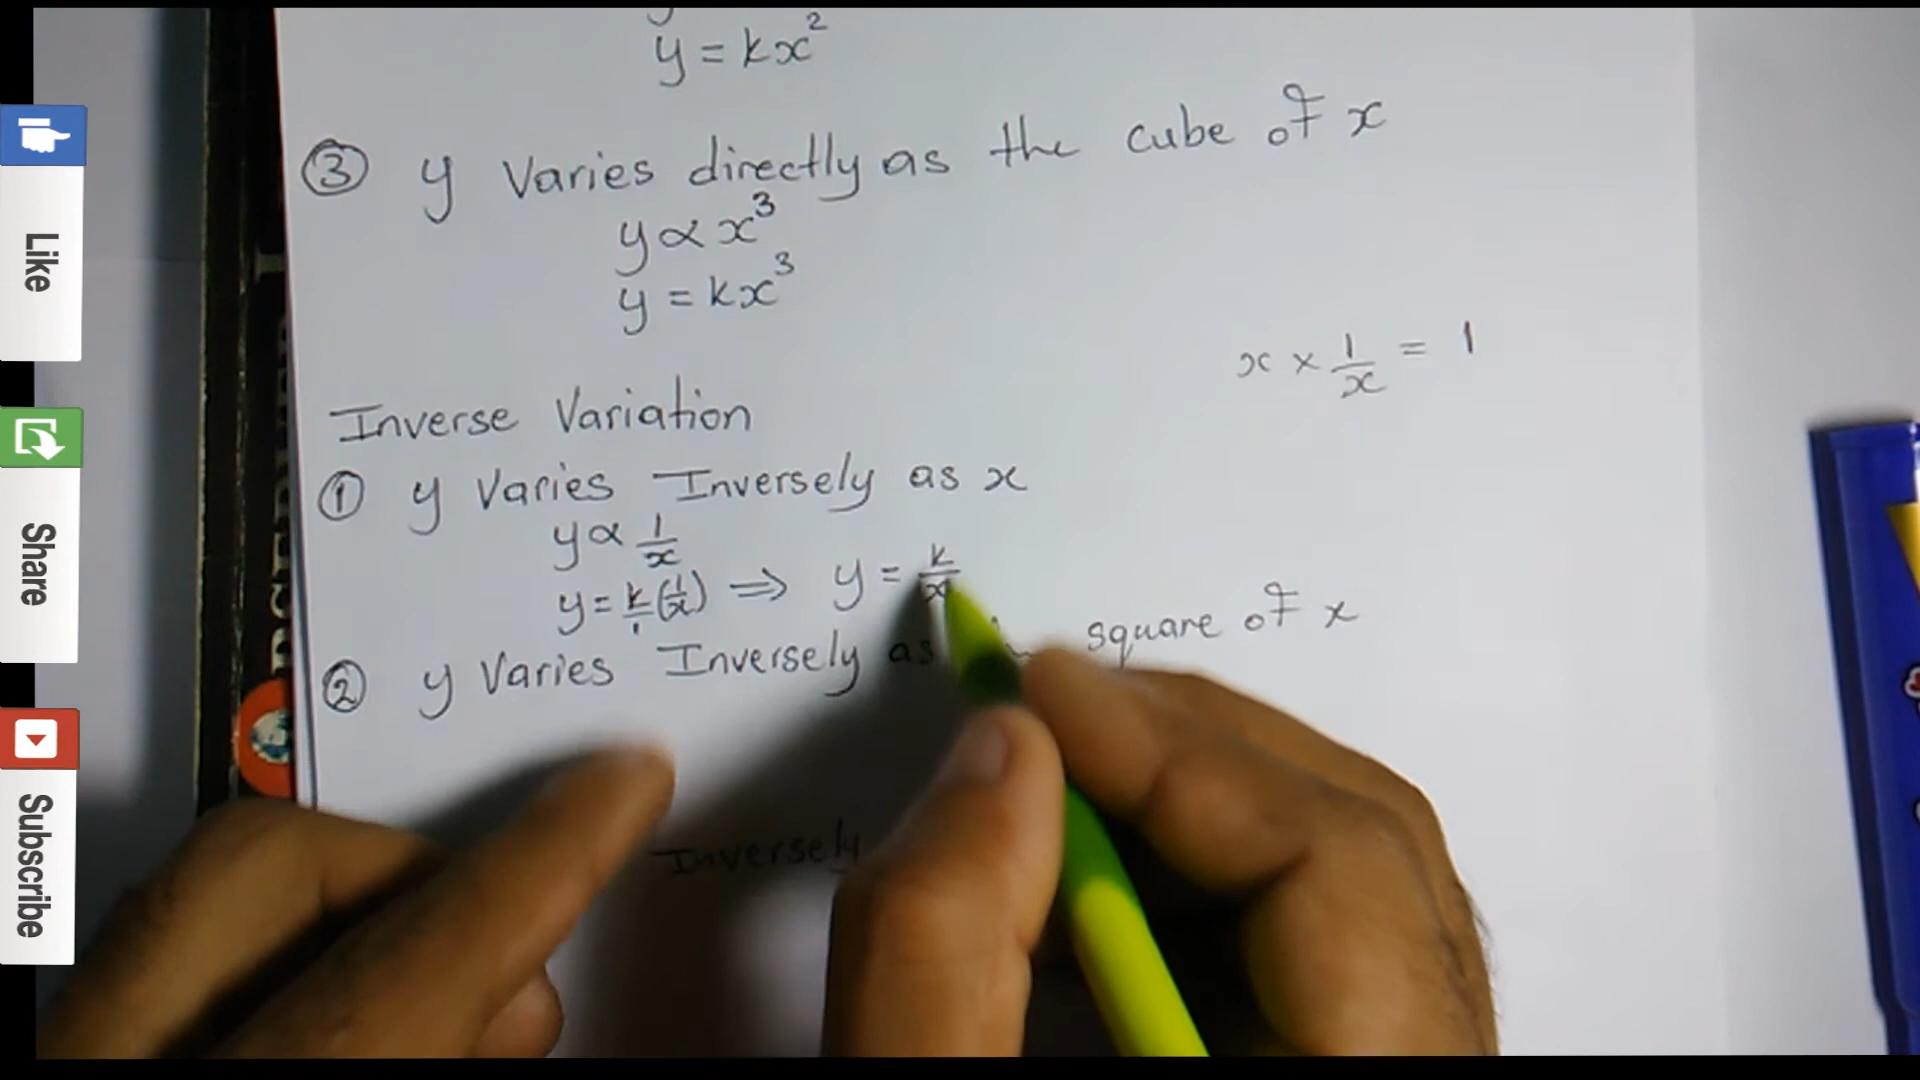 y = kx²
③ y Varies directly as the cube of x
y ∝ x³
y = kx³
x × 1/x = 1
Inverse Variation
① y Varies Inversely as x
y ∝ 1/x
y = k/1 (1/x) ⇒ y = k/x
② y Varies Inversely as square of x
Inversely
Like
Share
Subscribe